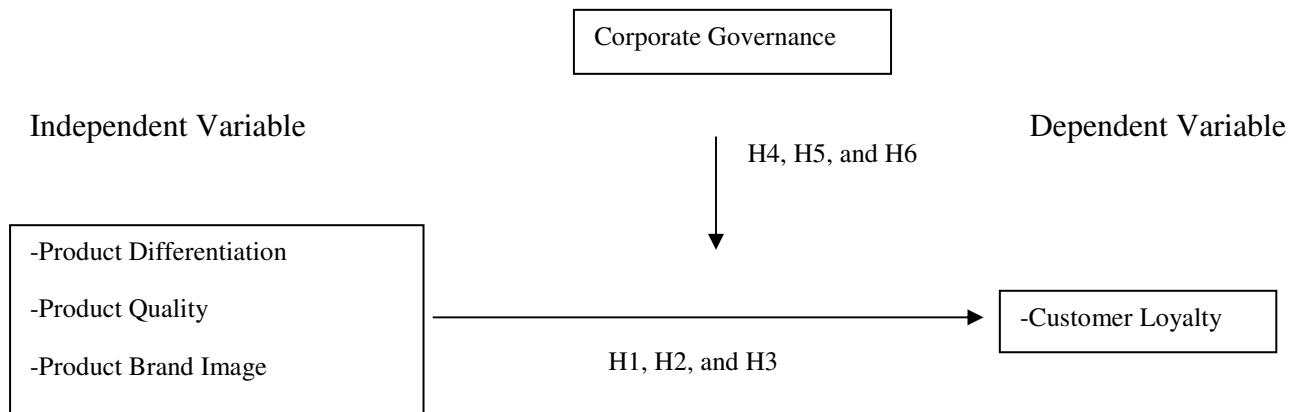 Corporate Governance
Independent Variable
Dependent Variable
H4, H5, and H6
-Product Differentiation
-Product Quality
-Customer Loyalty
H1, H2, and H3
-Product Brand Image